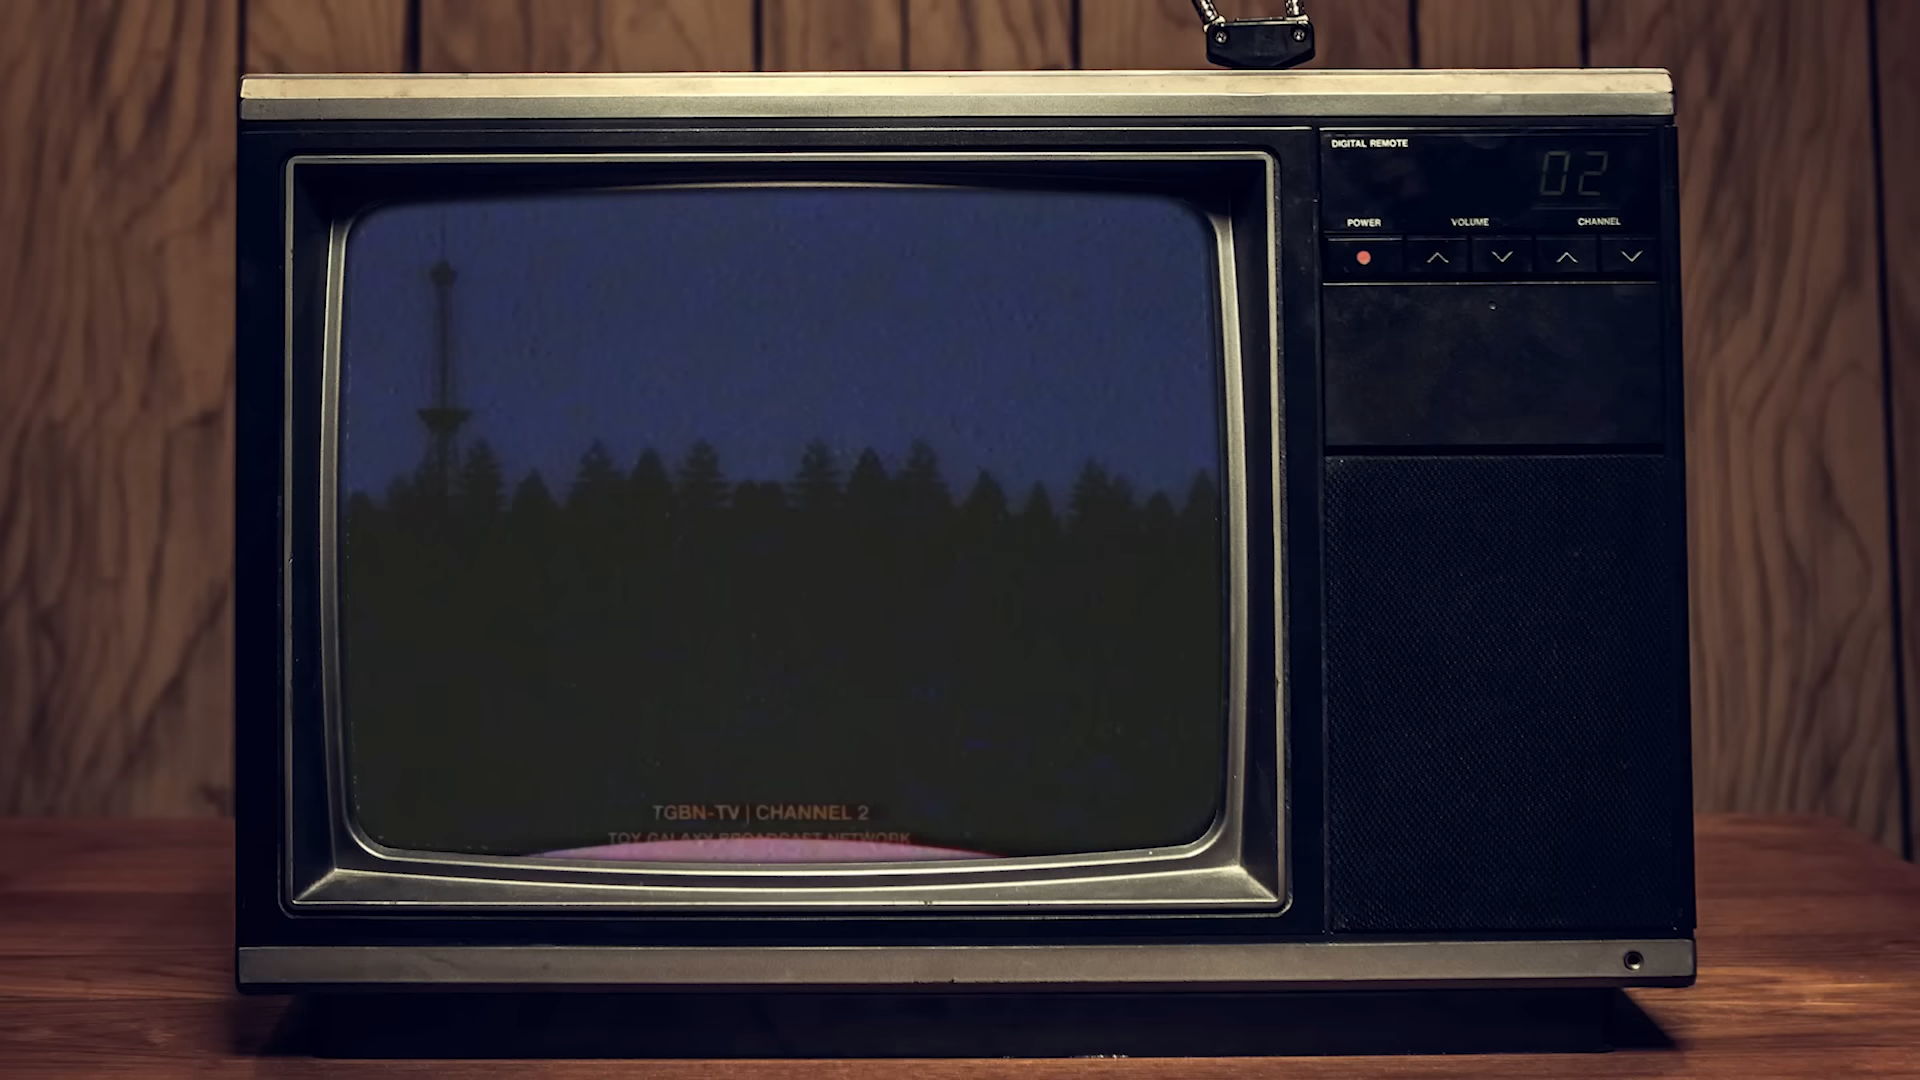 DIGITAL REMOTE
02
POWER VOLUME CHANNEL
TGBN-TV | CHANNEL 2
TOY GALAXY BROADCAST NETWORK